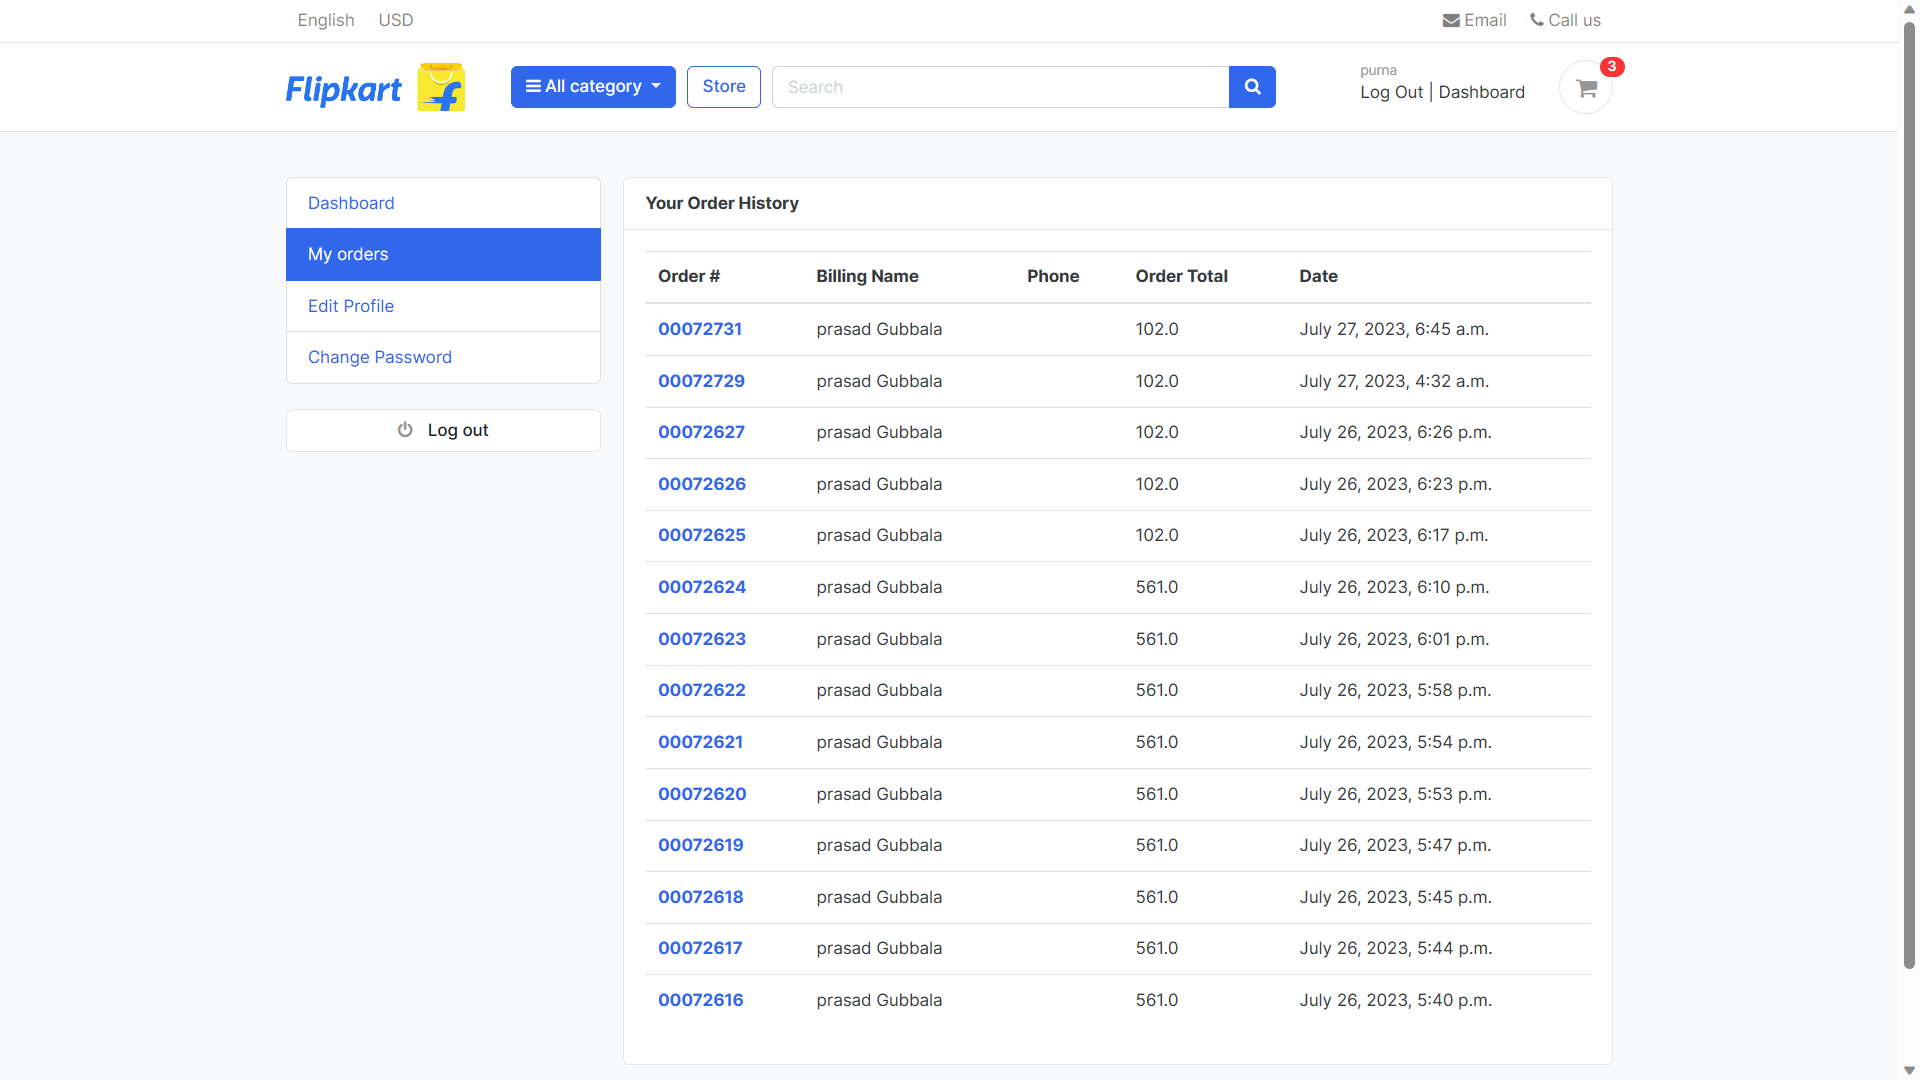 English USD Email Call us
Flipkart All category Store Search purna 3
Log Out | Dashboard
Dashboard
My orders
Edit Profile
Change Password
Log out
Your Order History
Order # Billing Name Phone Order Total Date
00072731 prasad Gubbala 102.0 July 27, 2023, 6:45 a.m.
00072729 prasad Gubbala 102.0 July 27, 2023, 4:32 a.m.
00072627 prasad Gubbala 102.0 July 26, 2023, 6:26 p.m.
00072626 prasad Gubbala 102.0 July 26, 2023, 6:23 p.m.
00072625 prasad Gubbala 102.0 July 26, 2023, 6:17 p.m.
00072624 prasad Gubbala 561.0 July 26, 2023, 6:10 p.m.
00072623 prasad Gubbala 561.0 July 26, 2023, 6:01 p.m.
00072622 prasad Gubbala 561.0 July 26, 2023, 5:58 p.m.
00072621 prasad Gubbala 561.0 July 26, 2023, 5:54 p.m.
00072620 prasad Gubbala 561.0 July 26, 2023, 5:53 p.m.
00072619 prasad Gubbala 561.0 July 26, 2023, 5:47 p.m.
00072618 prasad Gubbala 561.0 July 26, 2023, 5:45 p.m.
00072617 prasad Gubbala 561.0 July 26, 2023, 5:44 p.m.
00072616 prasad Gubbala 561.0 July 26, 2023, 5:40 p.m.